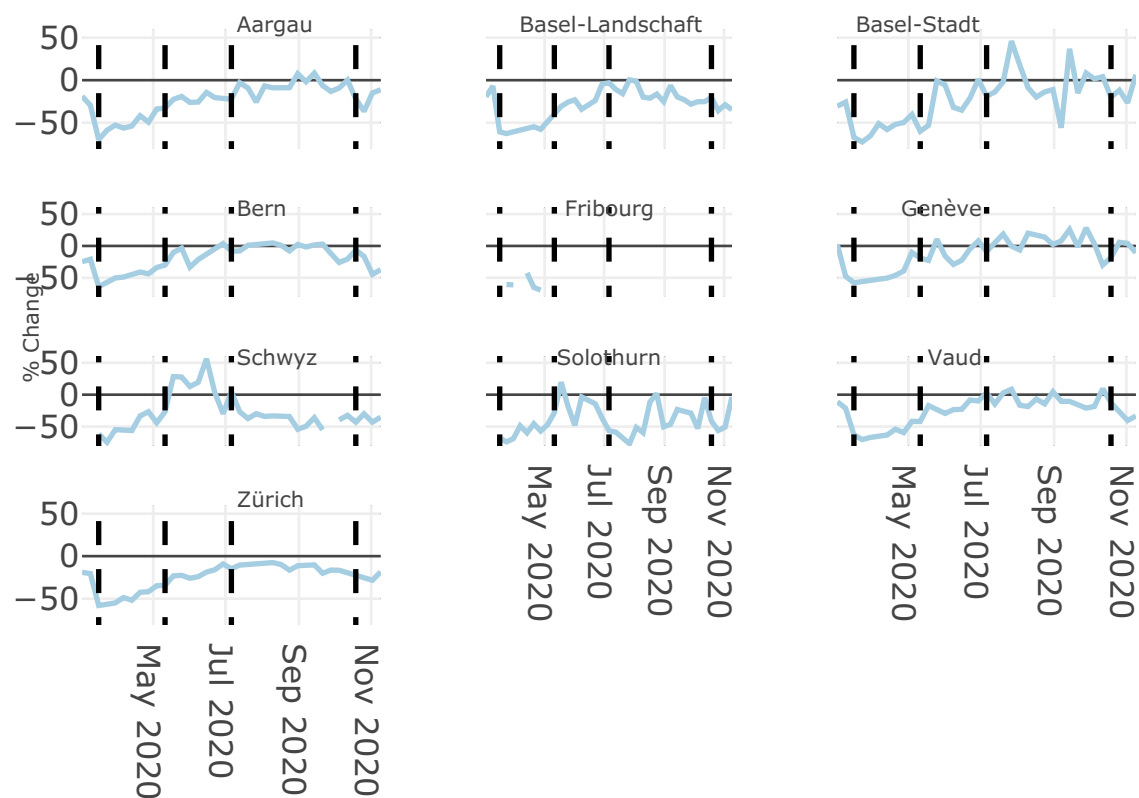 Aargau
Basel-Landschaft
Basel-Stadt
50
0
−50
Bern
Fribourg
Genève
50
0
−50
% Change
Schwyz
Solothurn
Vaud
50
0
−50
May 2020
Jul 2020
Sep 2020
Nov 2020
May 2020
Jul 2020
Sep 2020
Nov 2020
Zürich
50
0
−50
May 2020
Jul 2020
Sep 2020
Nov 2020